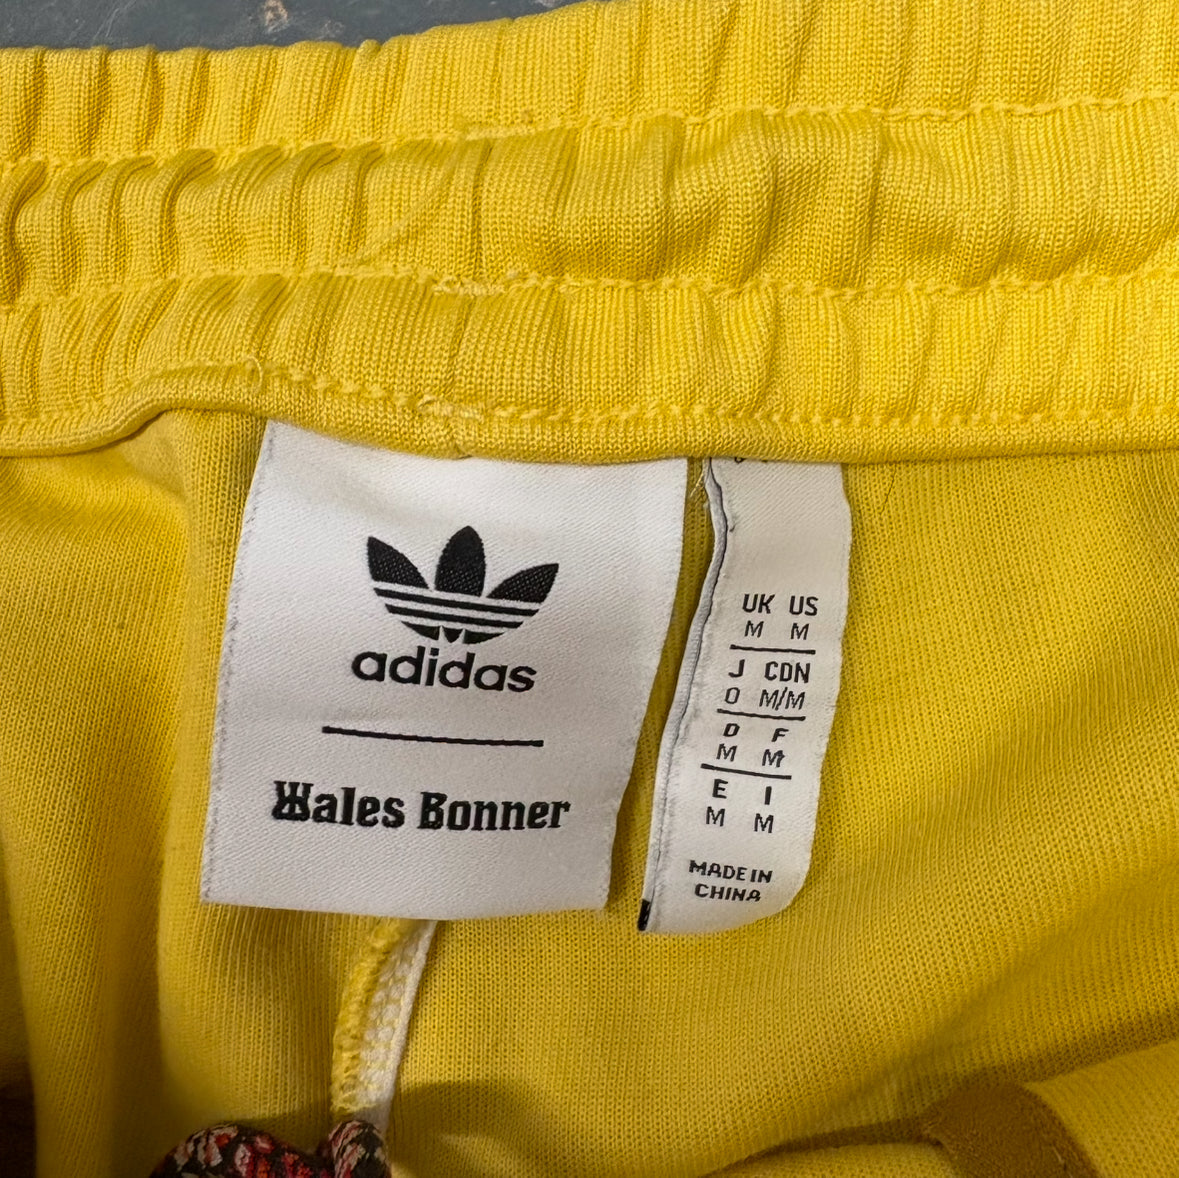 adidas
Wales Bonner
UK US
M M
J CDN
O M/M
D F
M M
E I
M M
MADE IN
CHINA